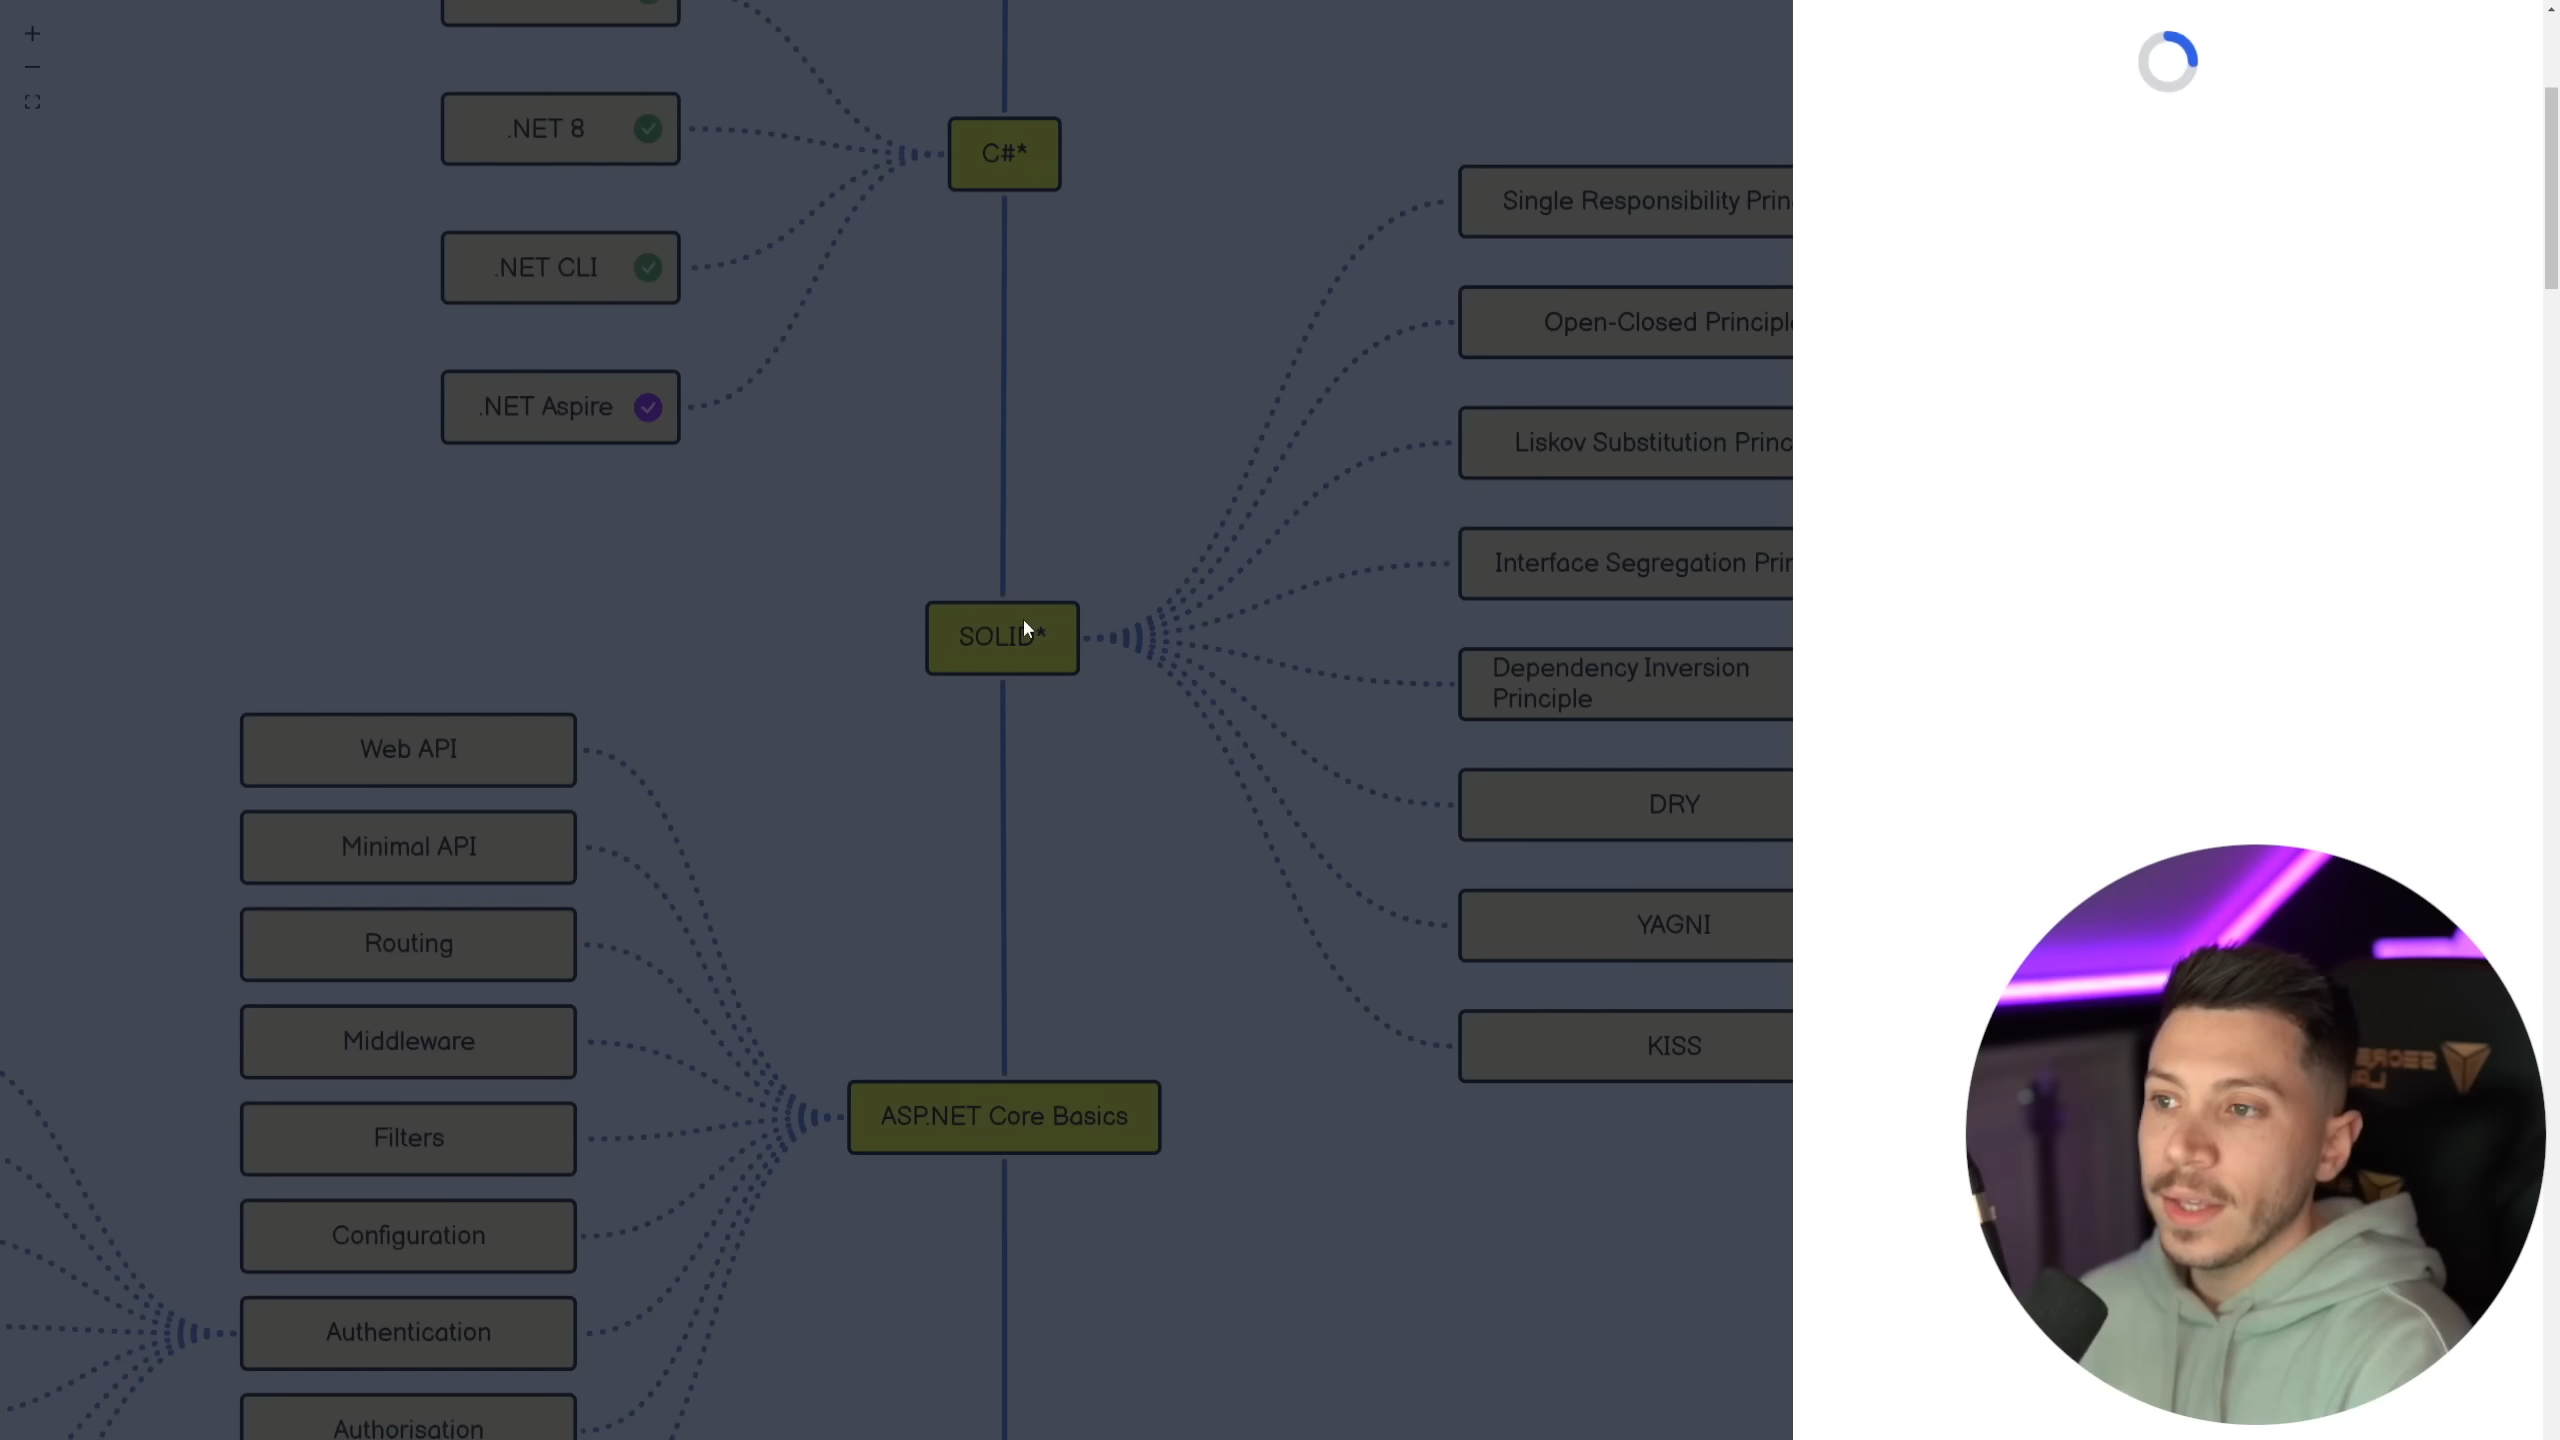 .NET 8
C#*
.NET CLI
.NET Aspire
Single Responsibility Prin
Open-Closed Principl
Liskov Substitution Princ
Interface Segregation Prin
SOLID*
Dependency Inversion
Principle
DRY
YAGNI
KISS
Web API
Minimal API
Routing
Middleware
Filters
Configuration
Authentication
Authorisation
ASP.NET Core Basics